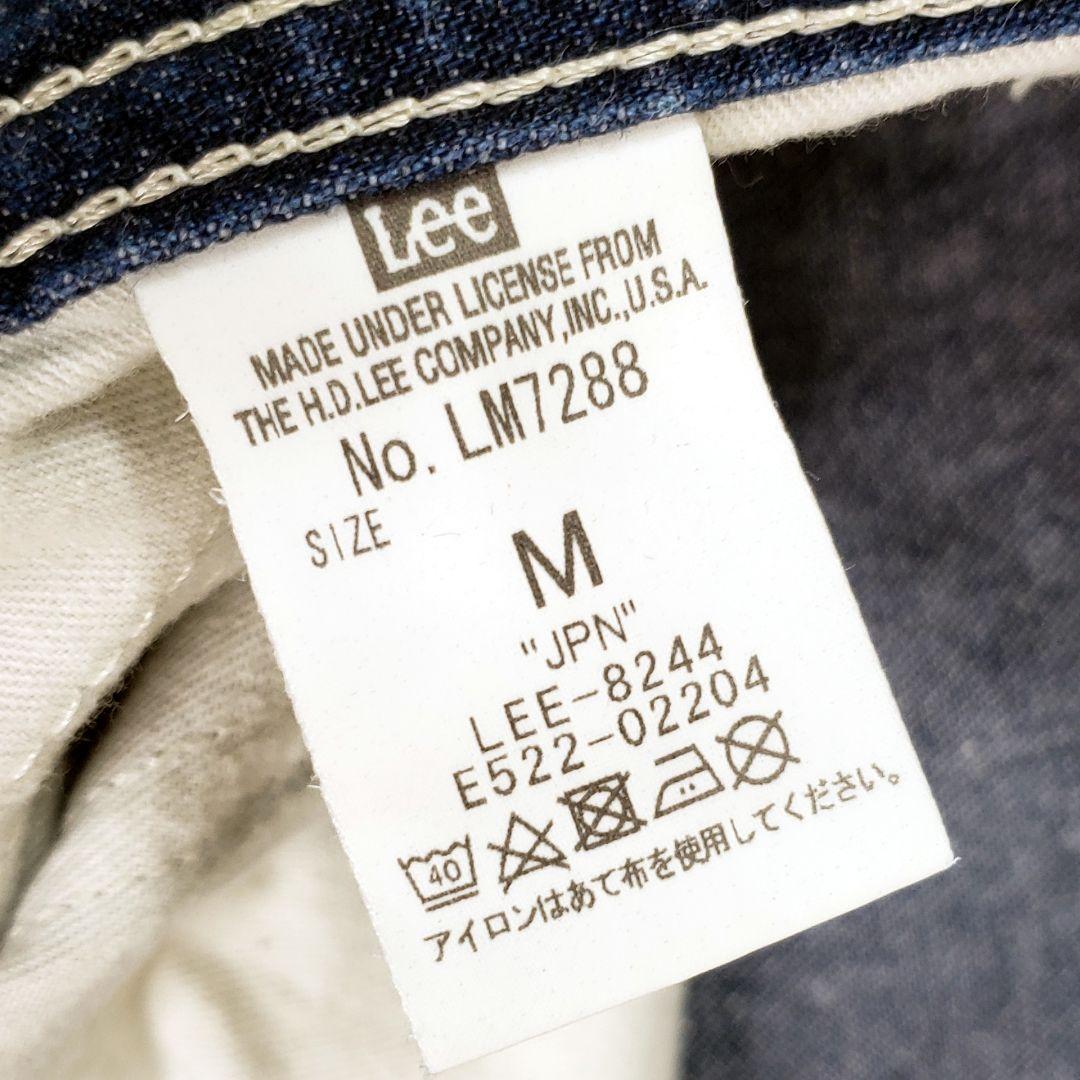 Lee
MADE UNDER LICENSE FROM
THE H.D.LEE COMPANY,INC.,U.S.A.
No. LM7288
SIZE
M
"JPN"
LEE-8244
E522-02204
40
アイロンはあて布を使用してください。